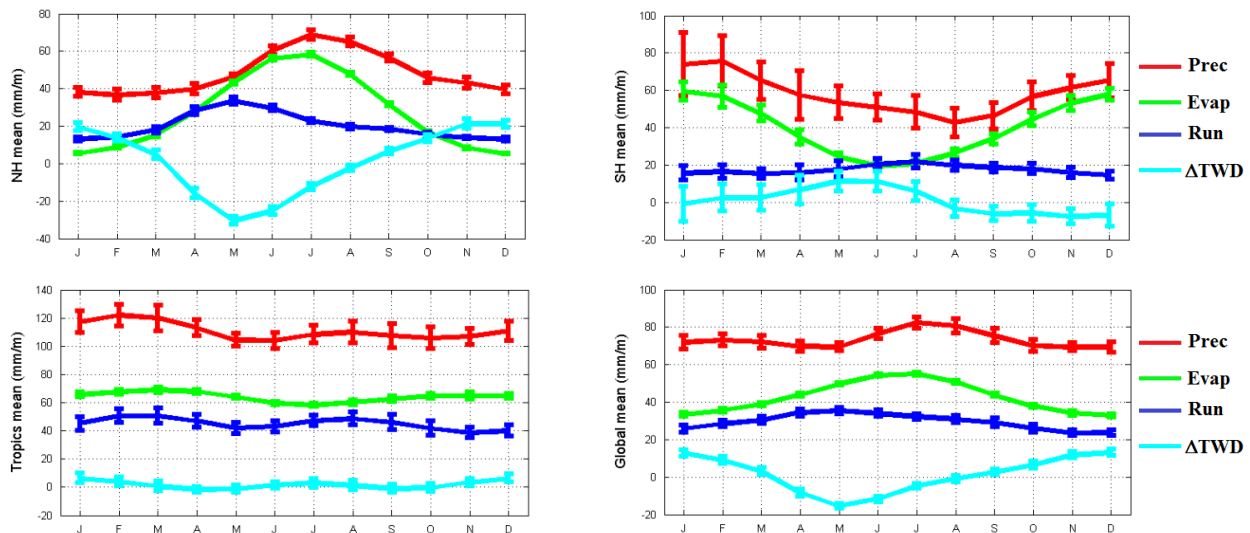 80
60
40
20
0
-20
-40
NH mean (mm/m)
J F M A M J J A S O N D
100
80
60
40
20
0
-20
SH mean (mm/m)
J F M A M J J A S O N D
Prec
Evap
Run
ΔTWD
140
120
100
80
60
40
20
0
-20
Tropics mean (mm/m)
J F M A M J J A S O N D
100
80
60
40
20
0
-20
Global mean (mm/m)
J F M A M J J A S O N D
Prec
Evap
Run
ΔTWD